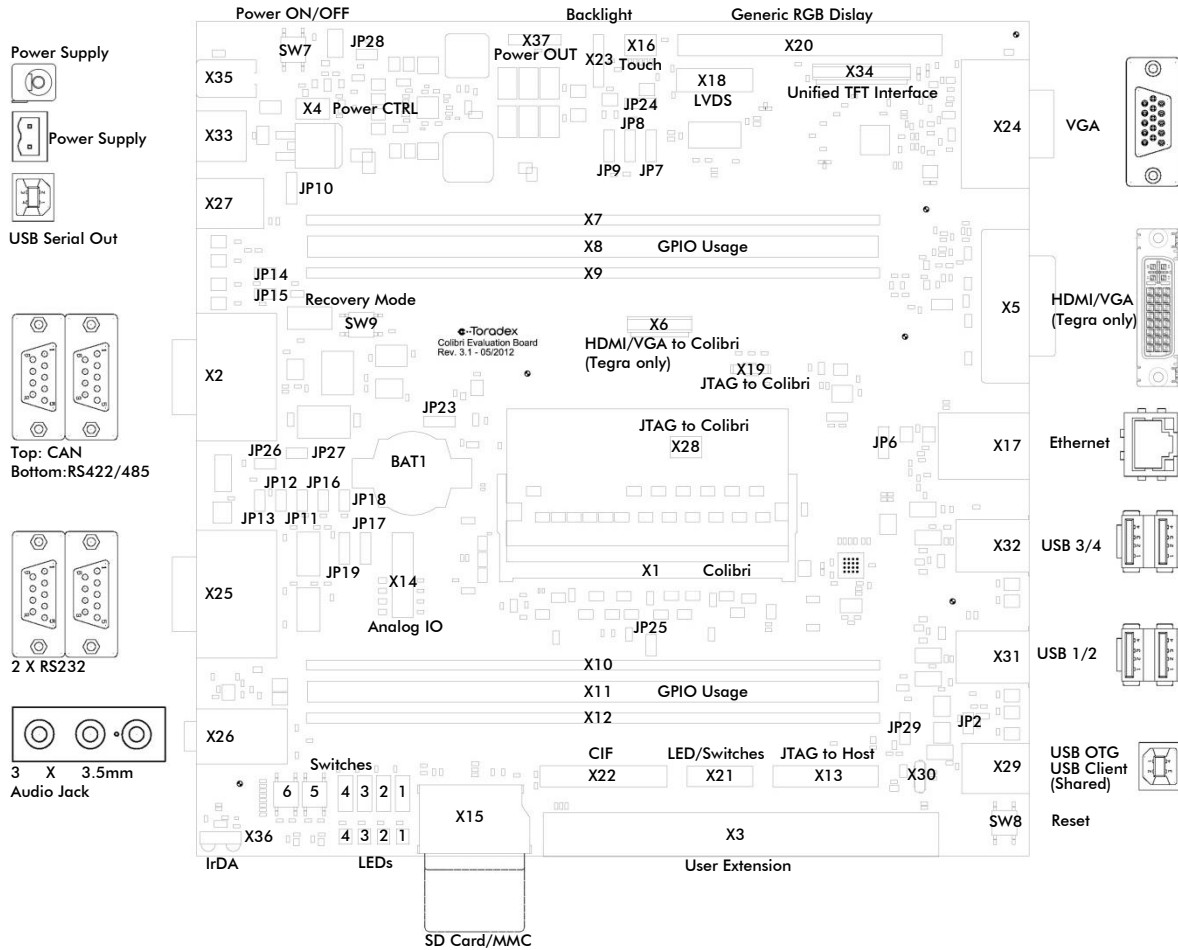 Power ON/OFF
Backlight
Generic RGB Dislay
Power Supply
SW7
JP28
X37
Power OUT
X23
X16
Touch
X20
X35
X18
LVDS
X34
Unified TFT Interface
X4 Power CTRL
JP24
JP8
X24
VGA
Power Supply
X33
JP9
JP7
JP10
X27
USB Serial Out
X7
X8 GPIO Usage
X9
JP14
JP15
Recovery Mode
SW9
Toradex
Colibri Evaluation Board
Rev. 3.1 - 05/2012
X6
HDMI/VGA to Colibri
(Tegra only)
X5
HDMI/VGA
(Tegra only)
X2
X19
JTAG to Colibri
JP23
JTAG to Colibri
X28
JP6
X17
Ethernet
Top: CAN
Bottom:RS422/485
JP26
JP27
BAT1
JP12
JP16
JP18
JP13
JP11
JP17
JP19
X14
Analog IO
X32
USB 3/4
X1 Colibri
X25
JP25
2 X RS232
X10
X11 GPIO Usage
X12
X31
USB 1/2
JP29
JP2
X26
3 X 3.5mm
Audio Jack
Switches
6 5 4 3 2 1
CIF
X22
LED/Switches
X21
JTAG to Host
X13
X30
X29
USB OTG
USB Client
(Shared)
X15
X3
SW8
Reset
X36
4 3 2 1
IrDA
LEDs
User Extension
SD Card/MMC